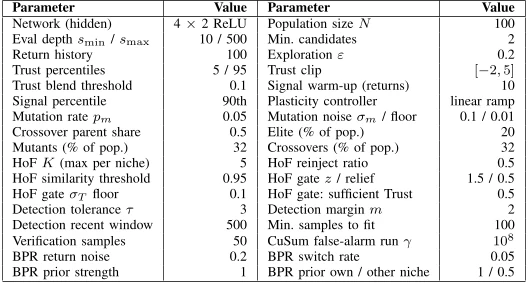 Parameter Value Parameter Value
Network (hidden) 4 × 2 ReLU Population size N 100
Eval depth s_min / s_max 10 / 500 Min. candidates 2
Return history 100 Exploration ε 0.2
Trust percentiles 5 / 95 Trust clip [−2, 5]
Trust blend threshold 0.1 Signal warm-up (returns) 10
Signal percentile 90th Plasticity controller linear ramp
Mutation rate p_m 0.05 Mutation noise σ_m / floor 0.1 / 0.01
Crossover parent share 0.5 Elite (% of pop.) 20
Mutants (% of pop.) 32 Crossovers (% of pop.) 32
HoF K (max per niche) 5 HoF reinject ratio 0.5
HoF similarity threshold 0.95 HoF gate z / relief 1.5 / 0.5
HoF gate σ_T floor 0.1 HoF gate: sufficient Trust 0.5
Detection tolerance τ 3 Detection margin m 2
Detection recent window 500 Min. samples to fit 100
Verification samples 50 CuSum false-alarm run γ 10^8
BPR return noise 0.2 BPR switch rate 0.05
BPR prior strength 1 BPR prior own / other niche 1 / 0.5